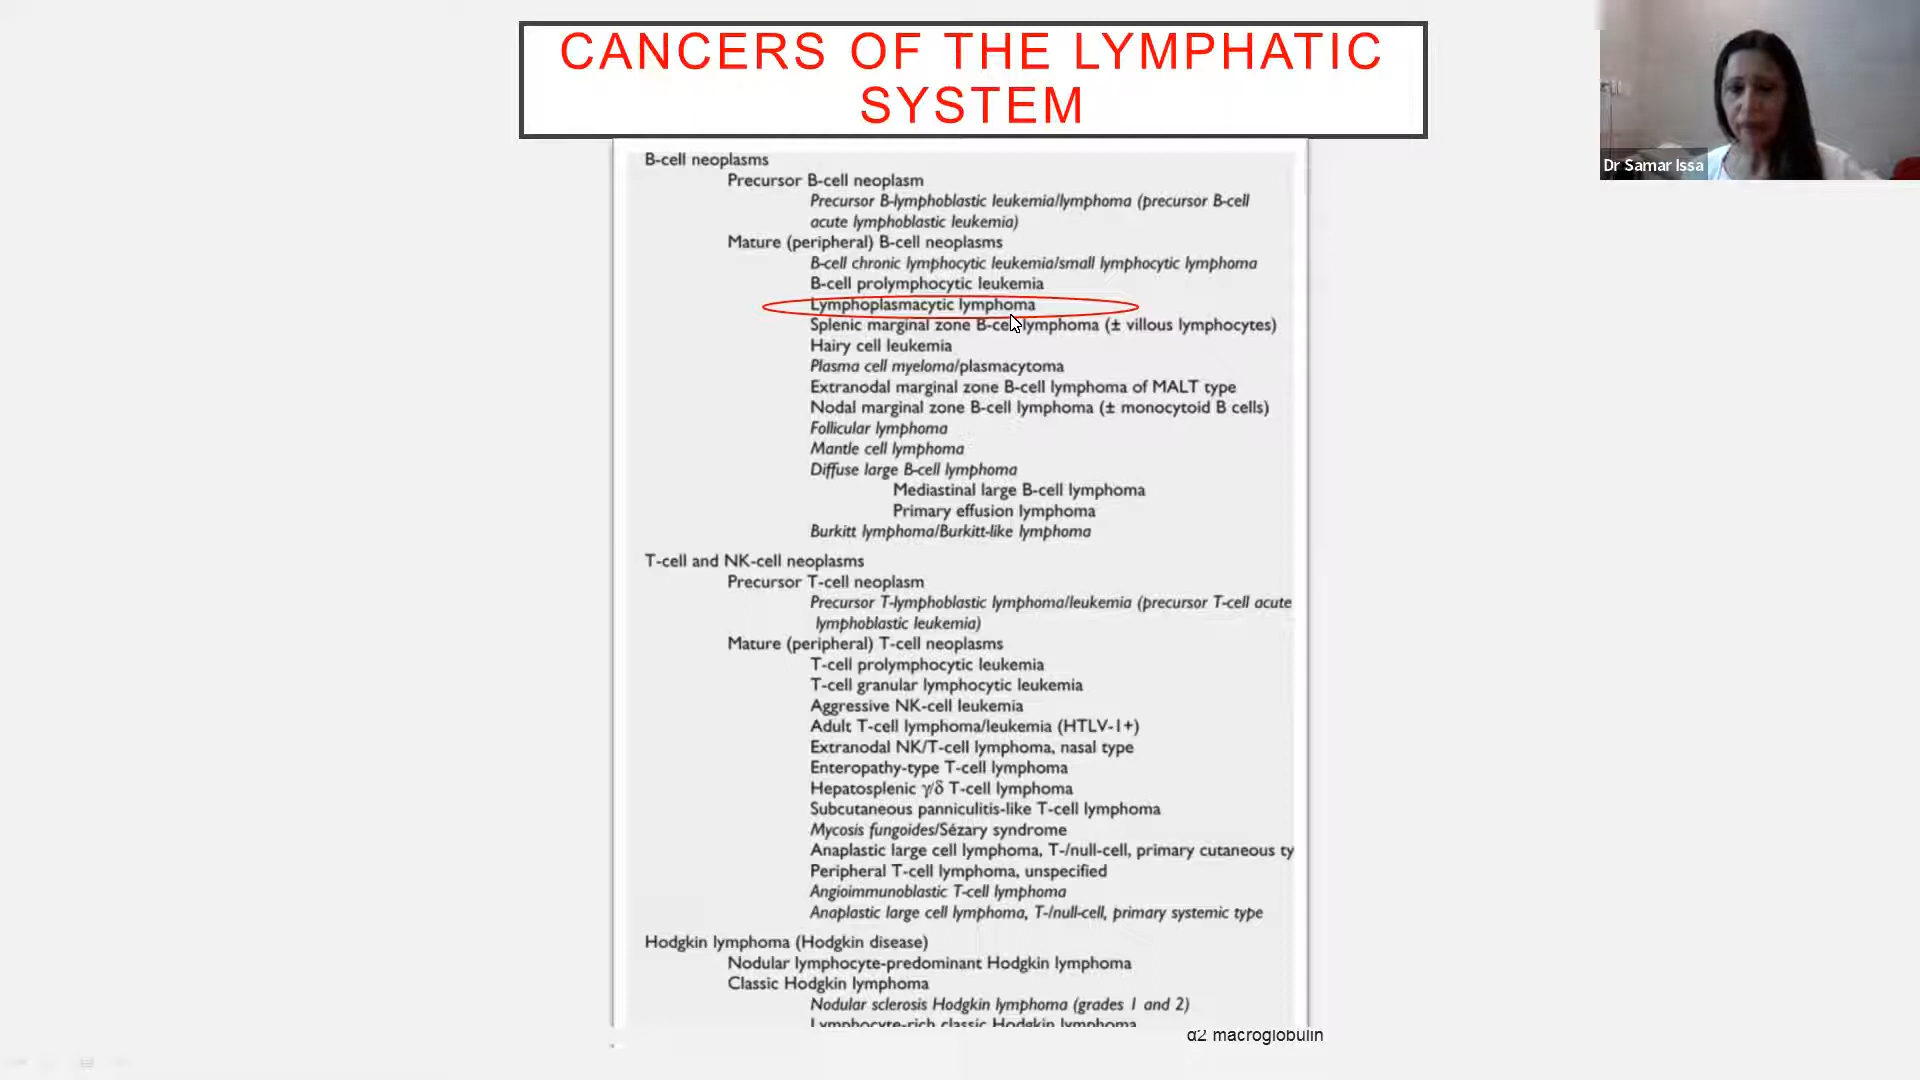 CANCERS OF THE LYMPHATIC
SYSTEM
Dr Samar Issa
B-cell neoplasms
Precursor B-cell neoplasm
Precursor B-lymphoblastic leukemia/lymphoma (precursor B-cell
acute lymphoblastic leukemia)
Mature (peripheral) B-cell neoplasms
B-cell chronic lymphocytic leukemia/small lymphocytic lymphoma
B-cell prolymphocytic leukemia
Lymphoplasmacytic lymphoma
Splenic marginal zone B-cell lymphoma (± villous lymphocytes)
Hairy cell leukemia
Plasma cell myeloma/plasmacytoma
Extranodal marginal zone B-cell lymphoma of MALT type
Nodal marginal zone B-cell lymphoma (± monocytoid B cells)
Follicular lymphoma
Mantle cell lymphoma
Diffuse large B-cell lymphoma
Mediastinal large B-cell lymphoma
Primary effusion lymphoma
Burkitt lymphoma/Burkitt-like lymphoma
T-cell and NK-cell neoplasms
Precursor T-cell neoplasm
Precursor T-lymphoblastic lymphoma/leukemia (precursor T-cell acute
lymphoblastic leukemia)
Mature (peripheral) T-cell neoplasms
T-cell prolymphocytic leukemia
T-cell granular lymphocytic leukemia
Aggressive NK-cell leukemia
Adult T-cell lymphoma/leukemia (HTLV-1+)
Extranodal NK/T-cell lymphoma, nasal type
Enteropathy-type T-cell lymphoma
Hepatosplenic γ/δ T-cell lymphoma
Subcutaneous panniculitis-like T-cell lymphoma
Mycosis fungoides/Sézary syndrome
Anaplastic large cell lymphoma, T-/null-cell, primary cutaneous ty
Peripheral T-cell lymphoma, unspecified
Angioimmunoblastic T-cell lymphoma
Anaplastic large cell lymphoma, T-/null-cell, primary systemic type
Hodgkin lymphoma (Hodgkin disease)
Nodular lymphocyte-predominant Hodgkin lymphoma
Classic Hodgkin lymphoma
Nodular sclerosis Hodgkin lymphoma (grades 1 and 2)
Lymphocyte-rich classic Hodgkin lymphoma
α2 macroglobulin